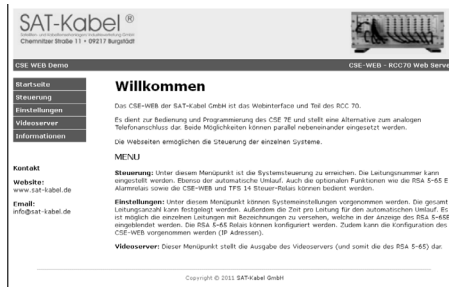 SAT-Kabel ®
Chemnitzer Straße 11 • 09217 Burgstädt
CSE WEB Demo
CSE-WEB - RCC70 Web Serve
Startseite
Steuerung
Einstellungen
Videoserver
Informationen
Kontakt
Website:
www.sat-kabel.de
Email:
info@sat-kabel.de
Willkommen
Das CSE-WEB der SAT-Kabel GmbH ist das Webinterface und Teil des RCC 70.
Es dient zur Bedienung und Programmierung des CSE 7E und stellt eine Alternative zum analogen
Telefonanschluss dar. Beide Möglichkeiten können parallel nebeneinander eingesetzt werden.
Die Webseiten ermöglichen die Steuerung der einzelnen Systeme.
MENU
Steuerung: Unter diesem Menüpunkt ist die Systemsteuerung zu erreichen. Die Leitungsnummer kann
eingestellt werden. Ebenso der automatische Umlauf. Auch die optionalen Funktionen wie die RSA 5-65 E
Alarmrelais sowie die CSE-WEB und TFS 14 Steuer-Relais können bedient werden.
Einstellungen: Unter diesem Menüpunkt können Systemeinstellungen vorgenommen werden. Die gesamt
Leitungsanzahl kann festgelegt werden. Außerdem die Zeit pro Leitung für den automatischen Umlauf. Es
ist möglich die einzelnen Leitungen mit Bezeichnungen zu versehen, welche in der Anzeige des RSA 5-65E
eingeblendet werden. Die RSA 5-65 Relais können konfiguriert werden. Zudem kann die Konfiguration des
CSE-WEB vorgenommen werden (IP Adressen).
Videoserver: Dieser Menüpunkt stellt die Ausgabe des Videoservers (und somit die des RSA 5-65) dar.
Copyright © 2011 SAT-Kabel GmbH